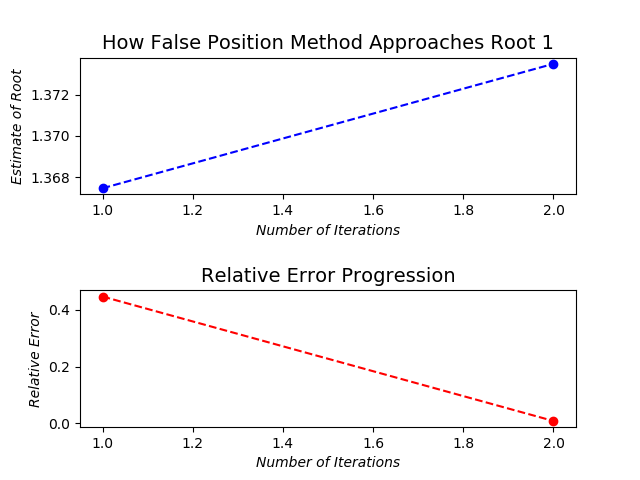 How False Position Method Approaches Root 1
Estimate of Root
1.372
1.370
1.368
1.0 1.2 1.4 1.6 1.8 2.0
Number of Iterations
Relative Error Progression
Relative Error
0.4
0.2
0.0
1.0 1.2 1.4 1.6 1.8 2.0
Number of Iterations